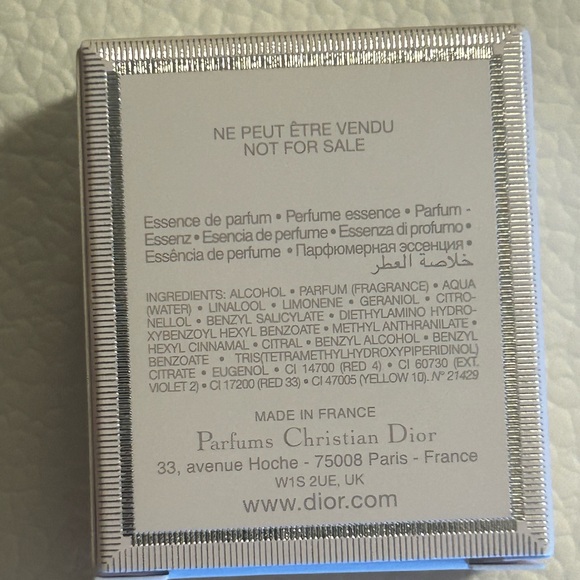 NE PEUT ÊTRE VENDU
NOT FOR SALE
Essence de parfum • Perfume essence • Parfum -
Essenz • Esencia de perfume • Essenza di profumo •
Essência de perfume • Парфюмерная эссенция •
خلاصة العطر
INGREDIENTS: ALCOHOL • PARFUM (FRAGRANCE) • AQUA
(WATER) • LINALOOL • LIMONENE • GERANIOL • CITRO-
NELLOL • BENZYL SALICYLATE • DIETHYLAMINO HYDRO-
XYBENZOYL HEXYL BENZOATE • METHYL ANTHRANILATE •
HEXYL CINNAMAL • CITRAL • BENZYL ALCOHOL • BENZYL
BENZOATE • TRIS(TETRAMETHYLHYDROXYPIPERIDINOL)
CITRATE • EUGENOL • CI 14700 (RED 4) • CI 60730 (EXT.
VIOLET 2) • CI 17200 (RED 33) • CI 47005 (YELLOW 10). N° 21429
MADE IN FRANCE
Parfums Christian Dior
33, avenue Hoche - 75008 Paris - France
W1S 2UE, UK
www.dior.com